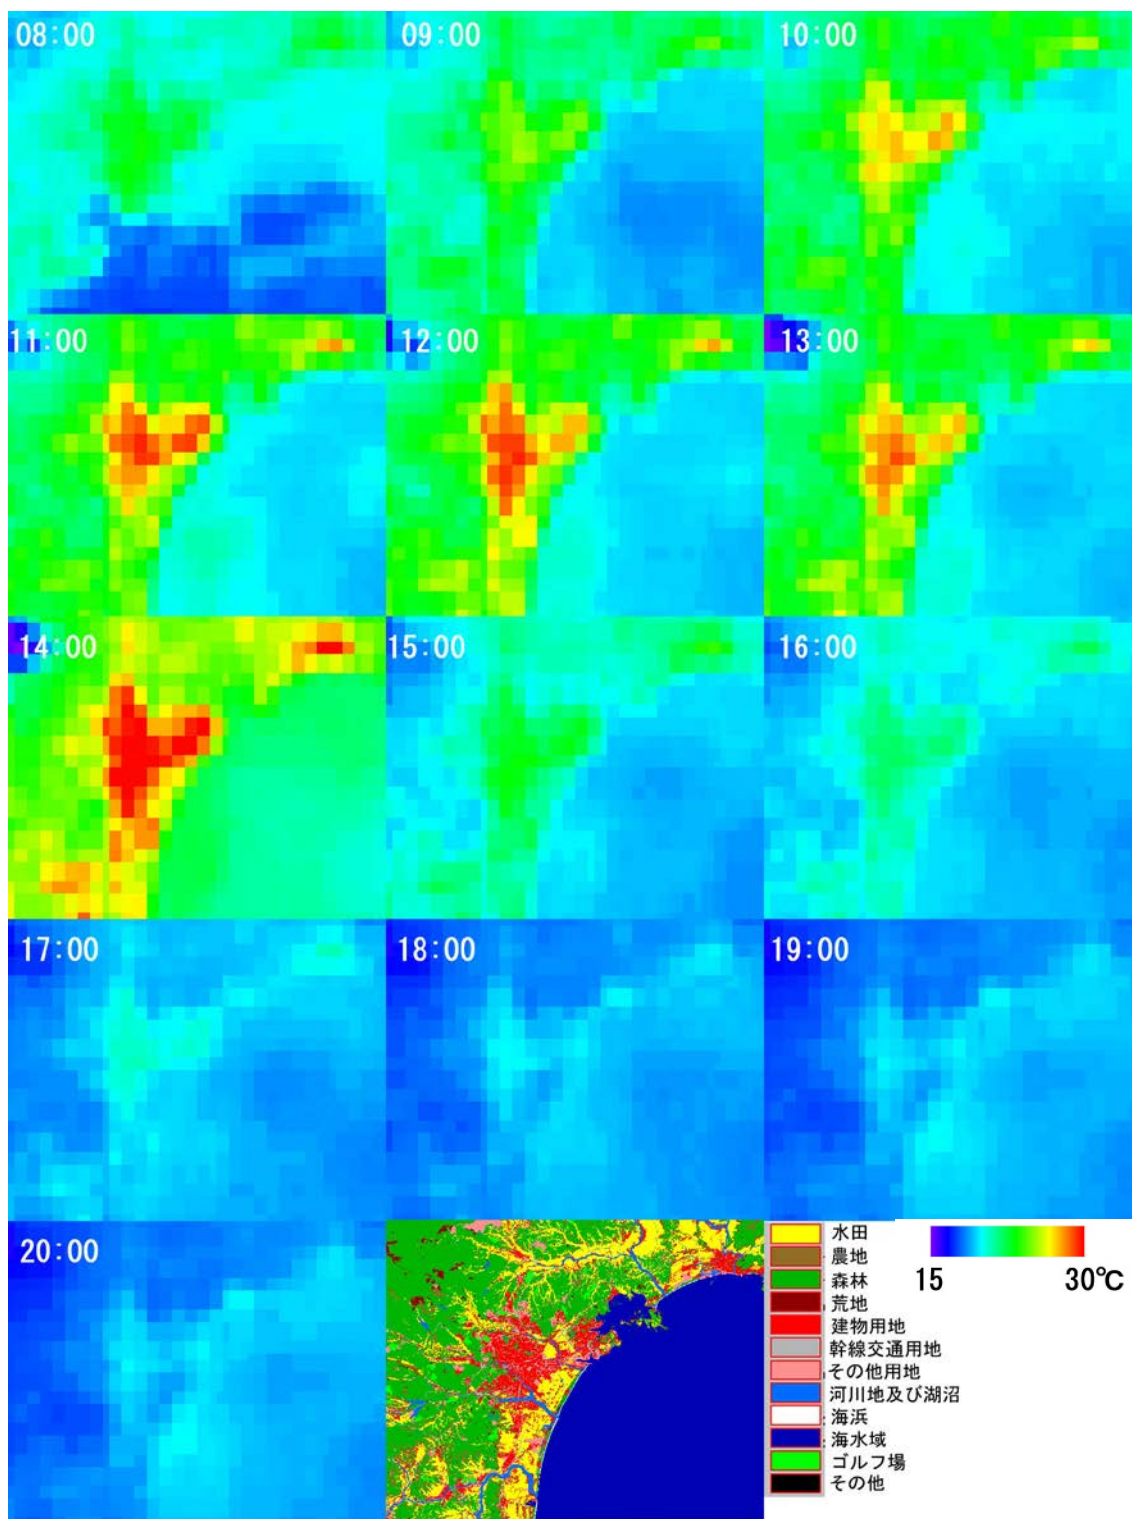 08:00
09:00
10:00
11:00
12:00
13:00
14:00
15:00
16:00
17:00
18:00
19:00
20:00
水田
農地
森林
荒地
建物用地
幹線交通用地
その他用地
河川地及び湖沼
海浜
海水域
ゴルフ場
その他
15 30℃